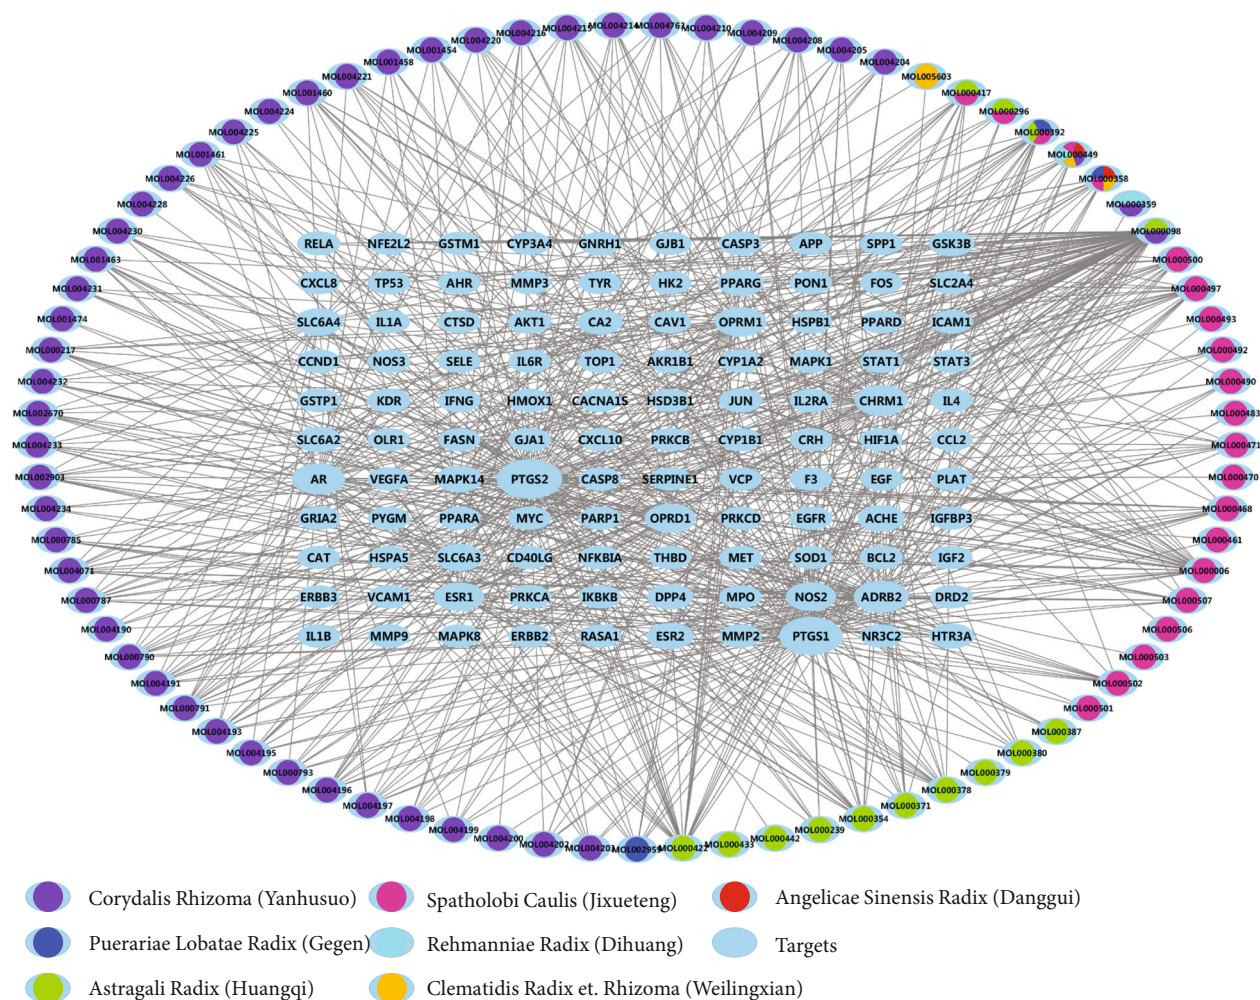 MOL004220 MOL004216 MOL004215 MOL004214 MOL004763 MOL004210 MOL004209 MOL004208 MOL004205 MOL004204
MOL001454
MOL001458
MOL004221
MOL001460
MOL004224
MOL004225
MOL001461
MOL004226
MOL004228
MOL004230
MOL001463
MOL004231
MOL001474
MOL000217
MOL004232
MOL002670
MOL004233
MOL002903
MOL004234
MOL000785
MOL004071
MOL000787
MOL004190
MOL000790
MOL004191
MOL000791
MOL004193
MOL004195
MOL000793
MOL004196
MOL004197
MOL004198
MOL004199
MOL004200
MOL004202
MOL004203
MOL002959
MOL000422
MOL000433
MOL000442
MOL000239
MOL000354
MOL000371
MOL000378
MOL000379
MOL000380
MOL000387
MOL000501
MOL000502
MOL000503
MOL000506
MOL000507
MOL000006
MOL000461
MOL000468
MOL000470
MOL000471
MOL000483
MOL000490
MOL000492
MOL000493
MOL000497
MOL000500
MOL000098
MOL000359
MOL000358
MOL000449
MOL000392
MOL000296
MOL000417
MOL005603
RELA NFE2L2 GSTM1 CYP3A4 GNRH1 GJB1 CASP3 APP SPP1 GSK3B
CXCL8 TP53 AHR MMP3 TYR HK2 PPARG PON1 FOS SLC2A4
SLC6A4 IL1A CTSD AKT1 CA2 CAV1 OPRM1 HSPB1 PPARD ICAM1
CCND1 NOS3 SELE IL6R TOP1 AKR1B1 CYP1A2 MAPK1 STAT1 STAT3
GSTP1 KDR IFNG HMOX1 CACNA1S HSD3B1 JUN IL2RA CHRM1 IL4
SLC6A2 OLR1 FASN GJA1 CXCL10 PRKCB CYP1B1 CRH HIF1A CCL2
AR VEGFA MAPK14 PTGS2 CASP8 SERPINE1 VCP F3 EGF PLAT
GRIA2 PYGM PPARA MYC PARP1 OPRD1 PRKCD EGFR ACHE IGFBP3
CAT HSPA5 SLC6A3 CD40LG NFKBIA THBD MET SOD1 BCL2 IGF2
ERBB3 VCAM1 ESR1 PRKCA IKBKB DPP4 MPO NOS2 ADRB2 DRD2
IL1B MMP9 MAPK8 ERBB2 RASA1 ESR2 MMP2 PTGS1 NR3C2 HTR3A
Corydalis Rhizoma (Yanhusuo) Spatholobi Caulis (Jixueteng) Angelicae Sinensis Radix (Danggui)
Puerariae Lobatae Radix (Gegen) Rehmanniae Radix (Dihuang) Targets
Astragali Radix (Huangqi) Clematidis Radix et. Rhizoma (Weilingxian)